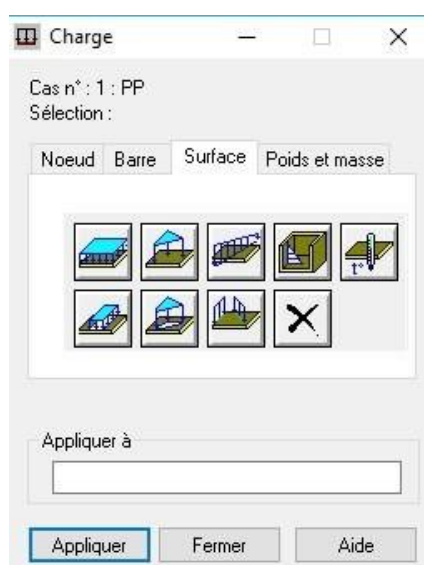 Charge
Cas n° : 1 : PP
Sélection :
Noeud Barre Surface Poids et masse
t°
Appliquer à
Appliquer Fermer Aide